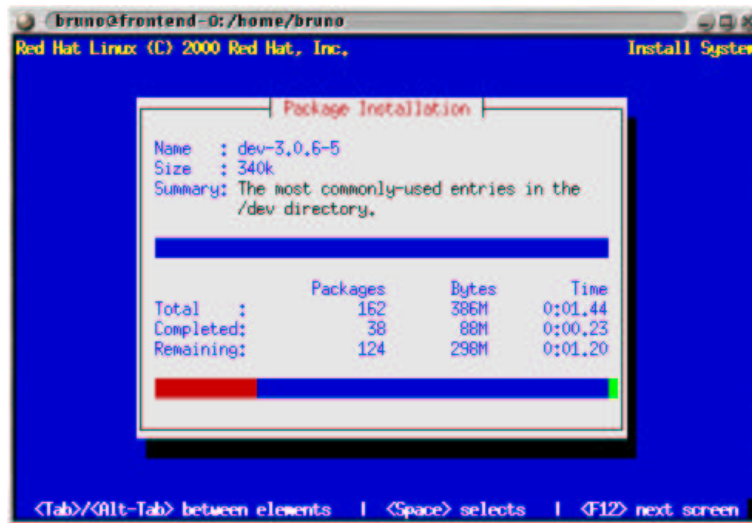 bruno@frontend-0:/home/bruno
Red Hat Linux (C) 2000 Red Hat, Inc. Install System
Package Installation
Name : dev-3.0.6-5
Size : 340k
Summary: The most commonly-used entries in the
/dev directory.
Packages Bytes Time
Total : 162 386M 0:01.44
Completed: 38 88M 0:00.23
Remaining: 124 298M 0:01.20
<Tab>/<Alt-Tab> between elements | <Space> selects | <F12> next screen